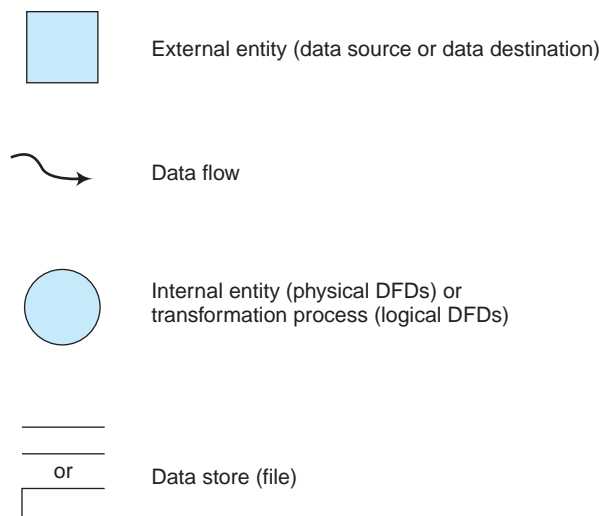 External entity (data source or data destination)
Data flow
Internal entity (physical DFDs) or
transformation process (logical DFDs)
or
Data store (file)